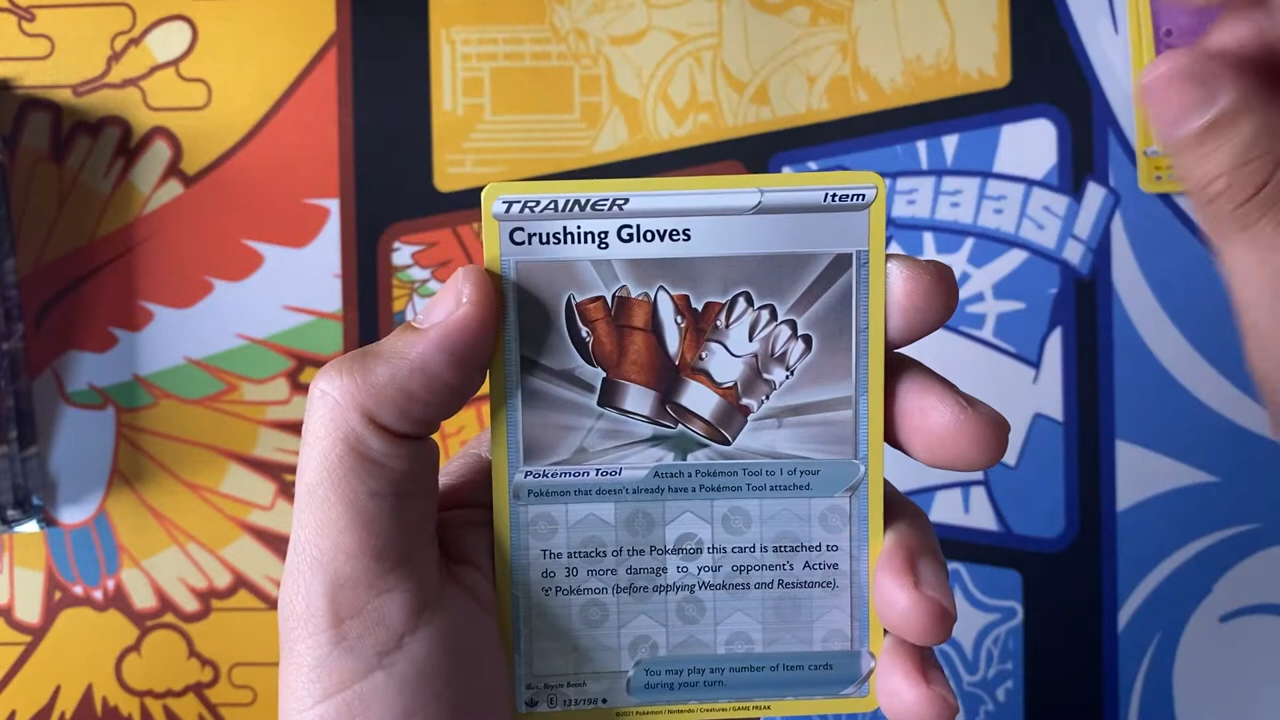 TRAINER Item
Crushing Gloves
aaas!
Pokémon Tool Attach a Pokémon Tool to 1 of your
Pokémon that doesn't already have a Pokémon Tool attached.
The attacks of the Pokémon this card is attached to
do 30 more damage to your opponent's Active
Pokémon (before applying Weakness and Resistance).
You may play any number of Item cards
during your turn.
Illus. Toyste Beach
E 133/198
©2021 Pokémon / Nintendo / Creatures / GAME FREAK